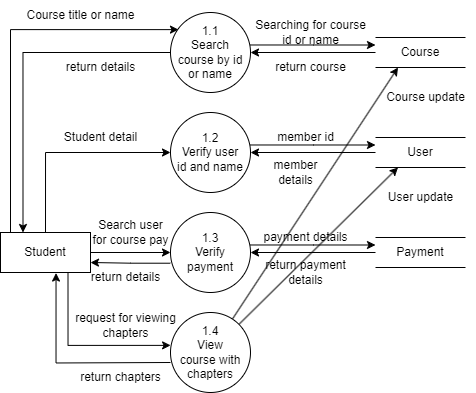 Course title or name
1.1
Search
course by id
or name
Searching for course
id or name
Course
return details
return course
Course update
Student detail
1.2
Verify user
id and name
member id
User
member
details
User update
Search user
for course pay
1.3
Verify
payment
payment details
Payment
Student
return details
return payment
details
request for viewing
chapters
1.4
View
course with
chapters
return chapters